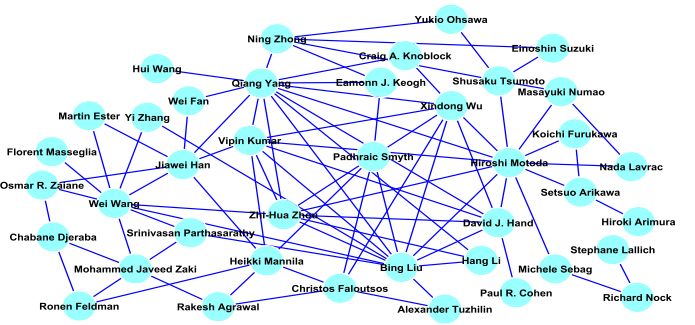 Yukio Ohsawa
Ning Zhong
Einoshin Suzuki
Craig A. Knoblock
Hui Wang
Shusaku Tsumoto
Qiang Yang
Eamonn J. Keogh
Masayuki Numao
Wei Fan
Xindong Wu
Martin Ester
Yi Zhang
Koichi Furukawa
Vipin Kumar
Florent Masseglia
Padhraic Smyth
Jiawei Han
Hiroshi Motoda
Nada Lavrac
Osmar R. Zaiane
Setsuo Arikawa
Wei Wang
Zhi-Hua Zhou
Hiroki Arimura
David J. Hand
Srinivasan Parthasarathy
Chabane Djeraba
Stephane Lallich
Heikki Mannila
Hang Li
Mohammed Javeed Zaki
Bing Liu
Michele Sebag
Christos Faloutsos
Paul R. Cohen
Richard Nock
Ronen Feldman
Rakesh Agrawal
Alexander Tuzhilin